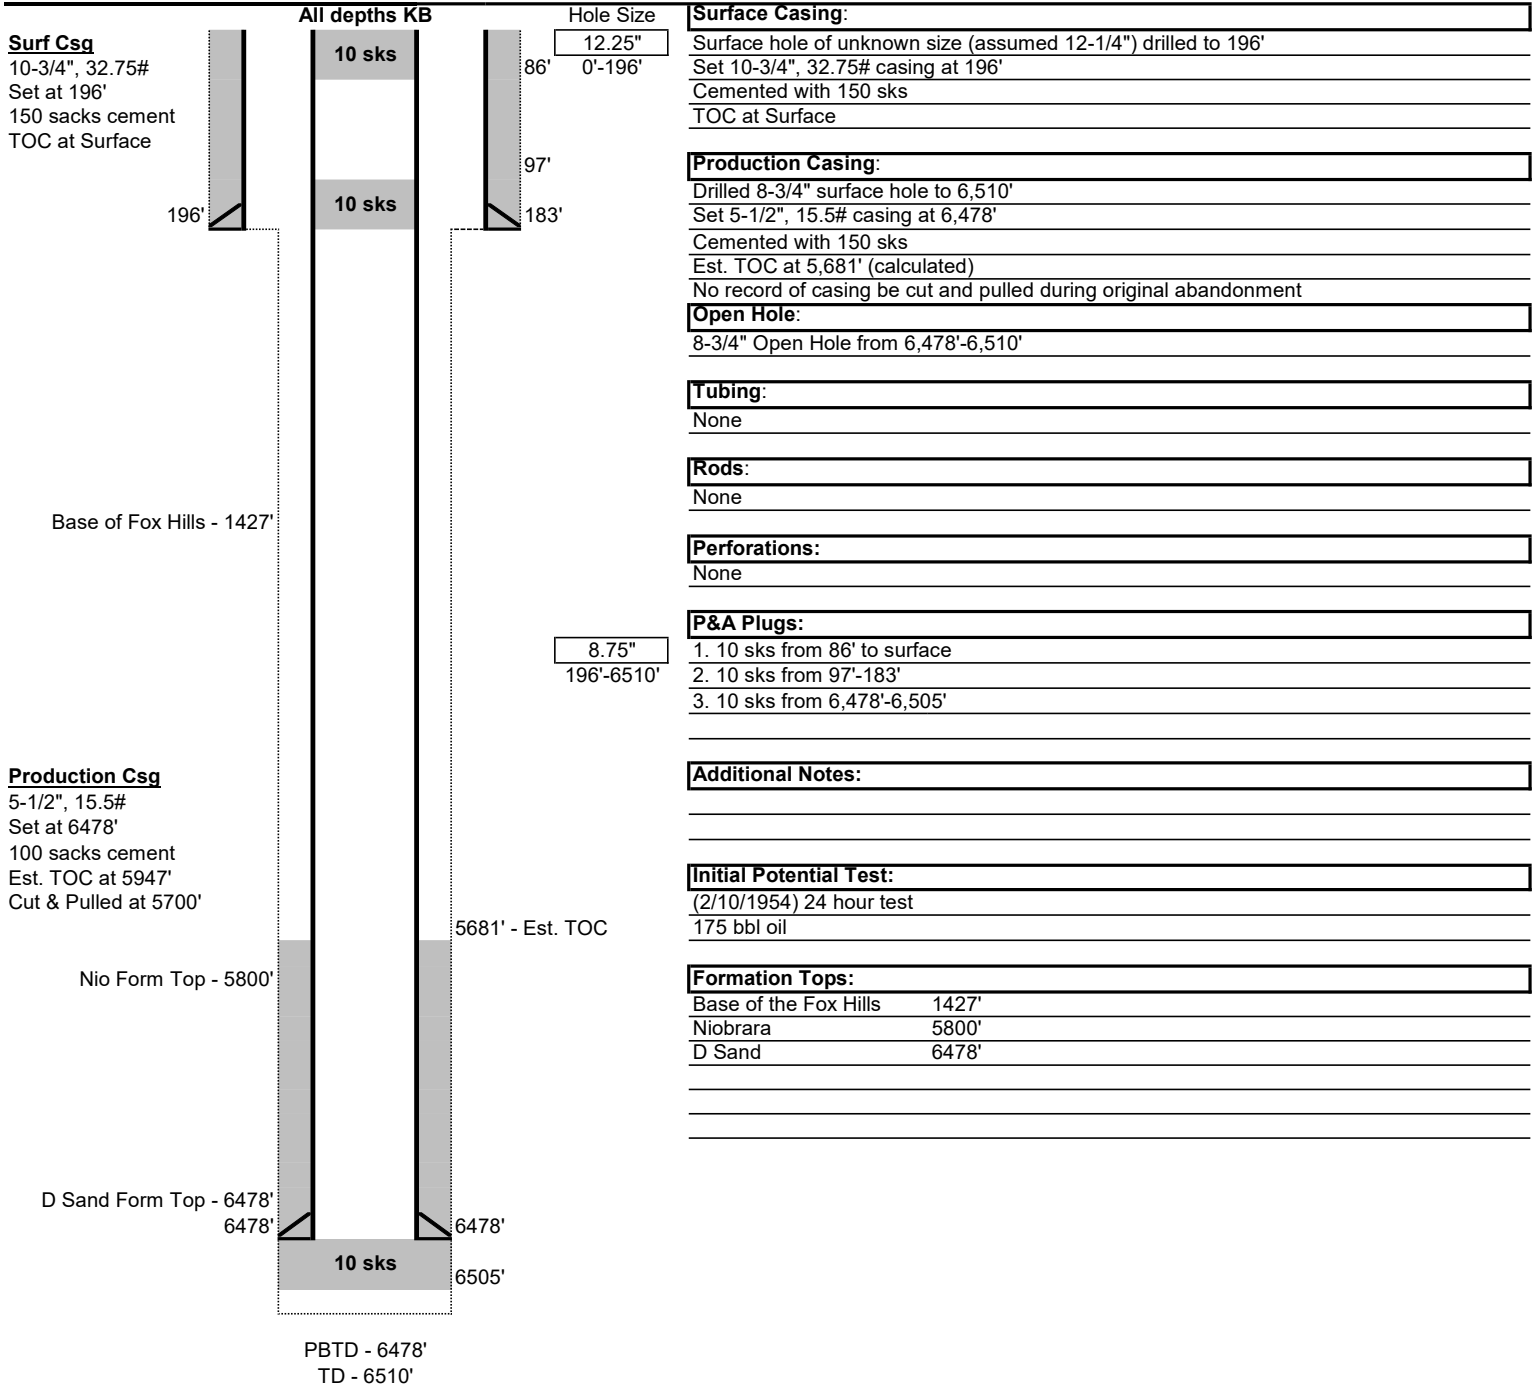 All depths KB
Hole Size
Surf Csg
10-3/4", 32.75#
Set at 196'
150 sacks cement
TOC at Surface
10 sks
86'
12.25"
0'-196'
97'
10 sks
196'
183'
Base of Fox Hills - 1427'
8.75"
196'-6510'
Production Csg
5-1/2", 15.5#
Set at 6478'
100 sacks cement
Est. TOC at 5947'
Cut & Pulled at 5700'
5681' - Est. TOC
Nio Form Top - 5800'
D Sand Form Top - 6478'
6478'
6478'
10 sks
6505'
PBTD - 6478'
TD - 6510'
Surface Casing:
Surface hole of unknown size (assumed 12-1/4") drilled to 196'
Set 10-3/4", 32.75# casing at 196'
Cemented with 150 sks
TOC at Surface
Production Casing:
Drilled 8-3/4" surface hole to 6,510'
Set 5-1/2", 15.5# casing at 6,478'
Cemented with 150 sks
Est. TOC at 5,681' (calculated)
No record of casing be cut and pulled during original abandonment
Open Hole:
8-3/4" Open Hole from 6,478'-6,510'
Tubing:
None
Rods:
None
Perforations:
None
P&A Plugs:
1. 10 sks from 86' to surface
2. 10 sks from 97'-183'
3. 10 sks from 6,478'-6,505'
Additional Notes:
Initial Potential Test:
(2/10/1954) 24 hour test
175 bbl oil
Formation Tops:
Base of the Fox Hills 1427'
Niobrara 5800'
D Sand 6478'